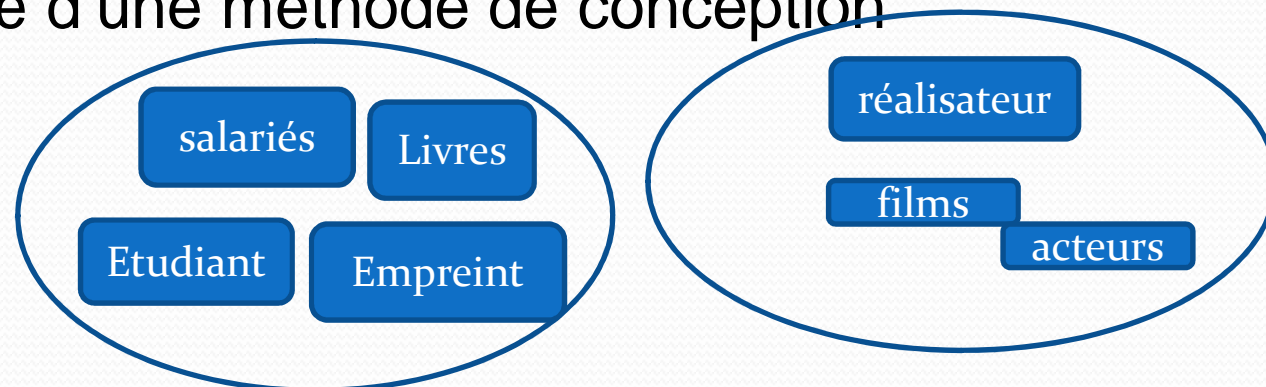 e d'une méthode de conception
salariés
Livres
Etudiant
Empreint
réalisateur
films
acteurs